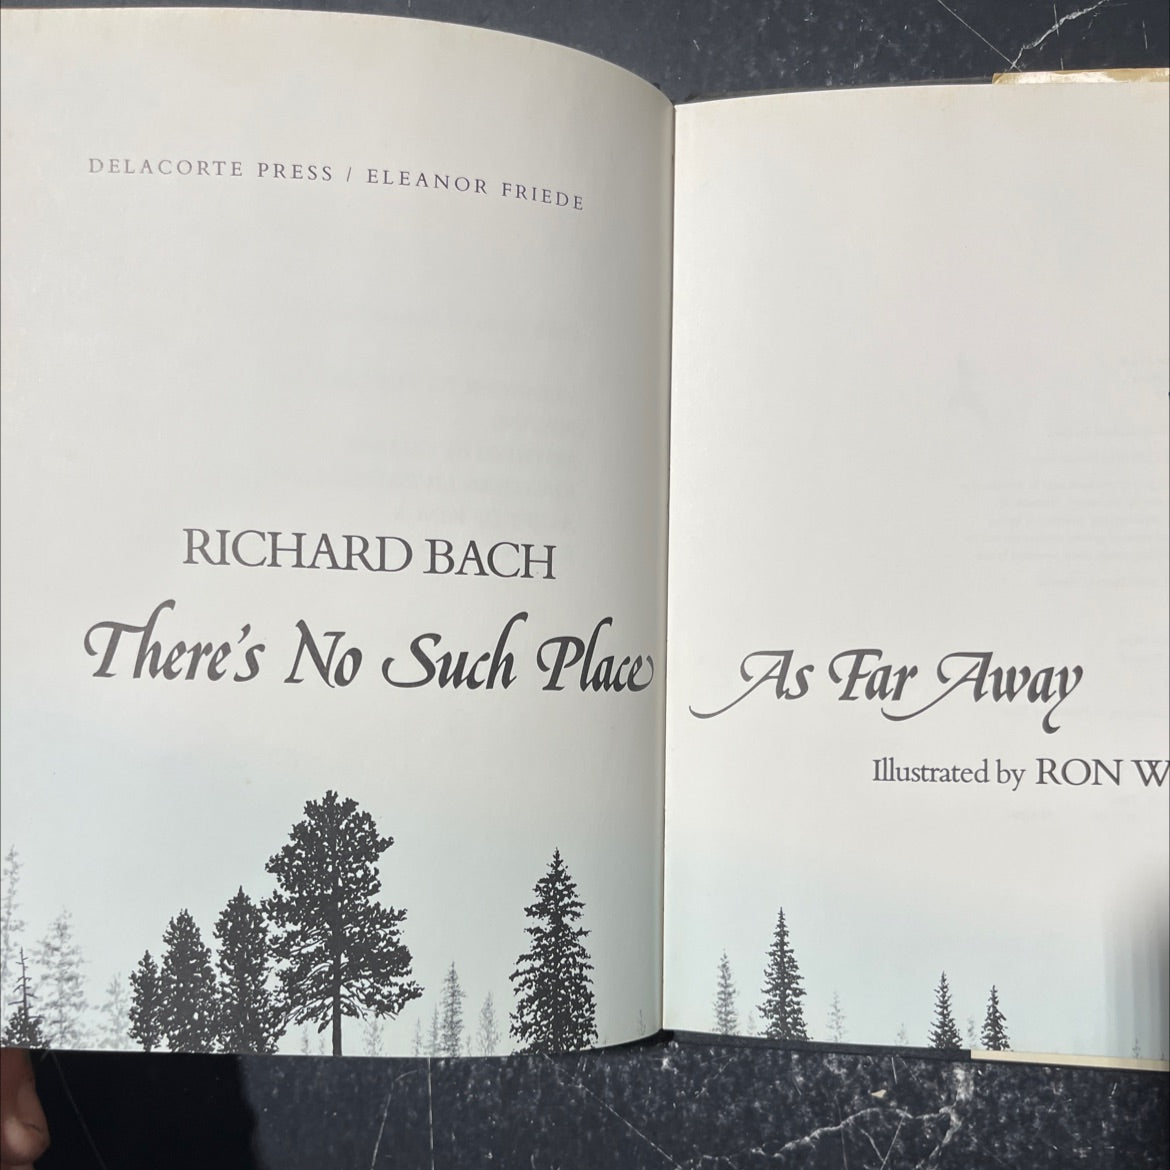 DELACORTE PRESS / ELEANOR FRIEDE
RICHARD BACH
There's No Such Place As Far Away
Illustrated by RON W